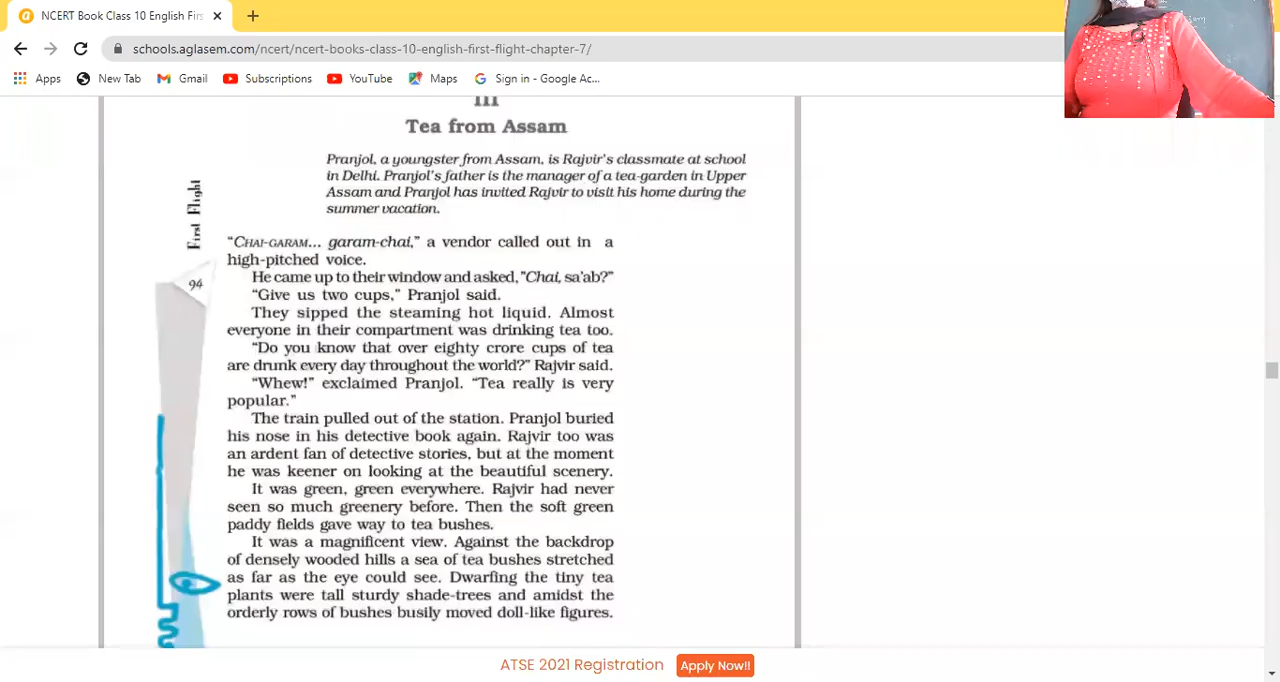 NCERT Book Class 10 English Firs
schools.aglasem.com/ncert/ncert-books-class-10-english-first-flight-chapter-7/
Apps New Tab Gmail Subscriptions YouTube Maps Sign in - Google Ac...
III
Tea from Assam
Pranjol, a youngster from Assam, is Rajvir's classmate at school
in Delhi. Pranjol's father is the manager of a tea-garden in Upper
Assam and Pranjol has invited Rajvir to visit his home during the
summer vacation.
First Flight
94
“CHAI-GARAM... garam-chai,” a vendor called out in a
high-pitched voice.
He came up to their window and asked, “Chai, sa'ab?”
“Give us two cups,” Pranjol said.
They sipped the steaming hot liquid. Almost
everyone in their compartment was drinking tea too.
“Do you know that over eighty crore cups of tea
are drunk every day throughout the world?” Rajvir said.
“Whew!” exclaimed Pranjol. “Tea really is very
popular.”
The train pulled out of the station. Pranjol buried
his nose in his detective book again. Rajvir too was
an ardent fan of detective stories, but at the moment
he was keener on looking at the beautiful scenery.
It was green, green everywhere. Rajvir had never
seen so much greenery before. Then the soft green
paddy fields gave way to tea bushes.
It was a magnificent view. Against the backdrop
of densely wooded hills a sea of tea bushes stretched
as far as the eye could see. Dwarfing the tiny tea
plants were tall sturdy shade-trees and amidst the
orderly rows of bushes busily moved doll-like figures.
ATSE 2021 Registration Apply Now!!